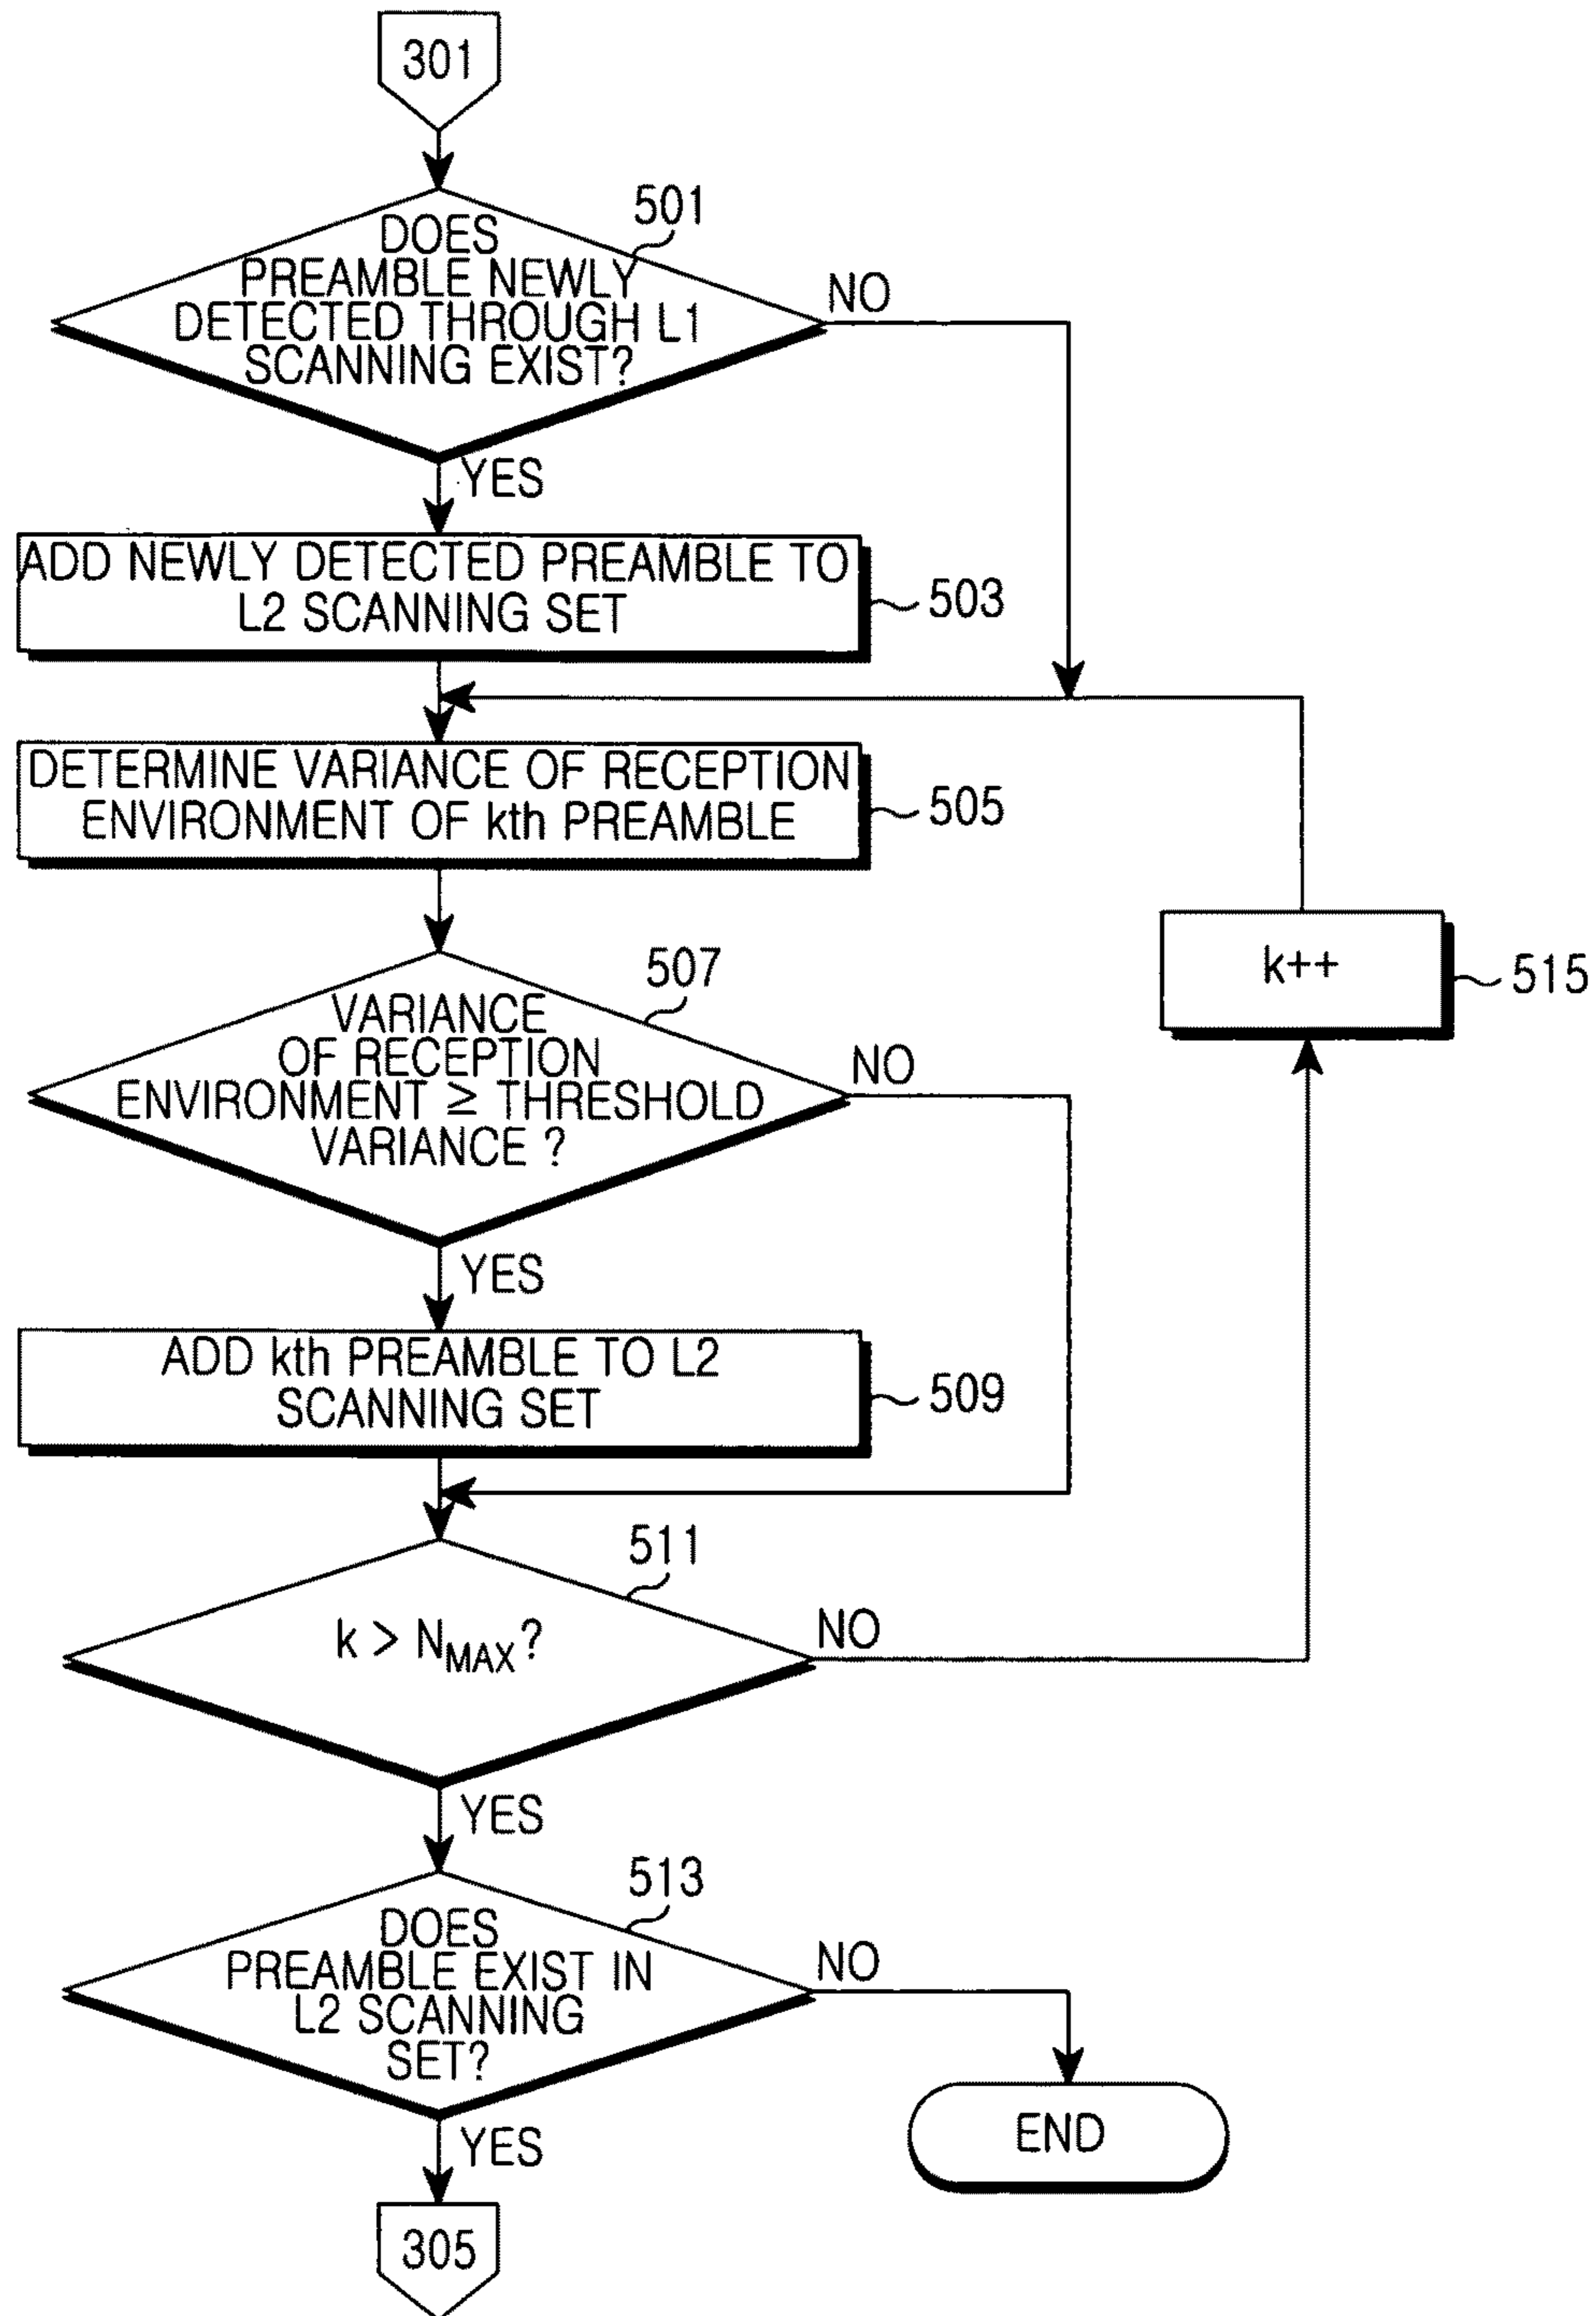 301
501
DOES
PREAMBLE NEWLY
DETECTED THROUGH L1
SCANNING EXIST?
NO
YES
ADD NEWLY DETECTED PREAMBLE TO
L2 SCANNING SET
503
DETERMINE VARIANCE OF RECEPTION
ENVIRONMENT OF kth PREAMBLE
505
k++
515
507
VARIANCE
OF RECEPTION
ENVIRONMENT ≥ THRESHOLD
VARIANCE ?
NO
YES
ADD kth PREAMBLE TO L2
SCANNING SET
509
511
k > NMAX?
NO
YES
513
DOES
PREAMBLE EXIST IN
L2 SCANNING
SET?
NO
YES
END
305